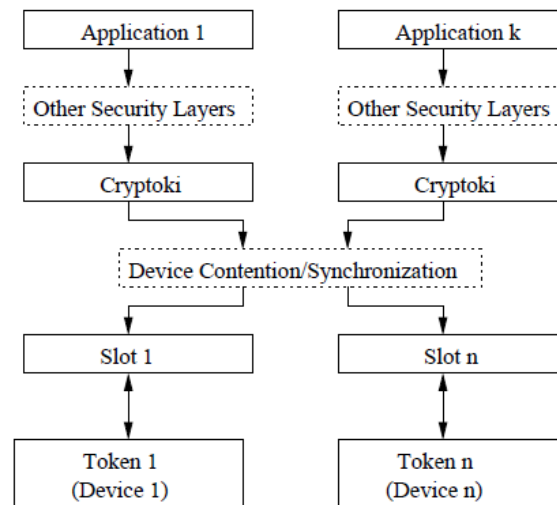 Application 1
Application k
Other Security Layers
Other Security Layers
Cryptoki
Cryptoki
Device Contention/Synchronization
Slot 1
Slot n
Token 1
(Device 1)
Token n
(Device n)